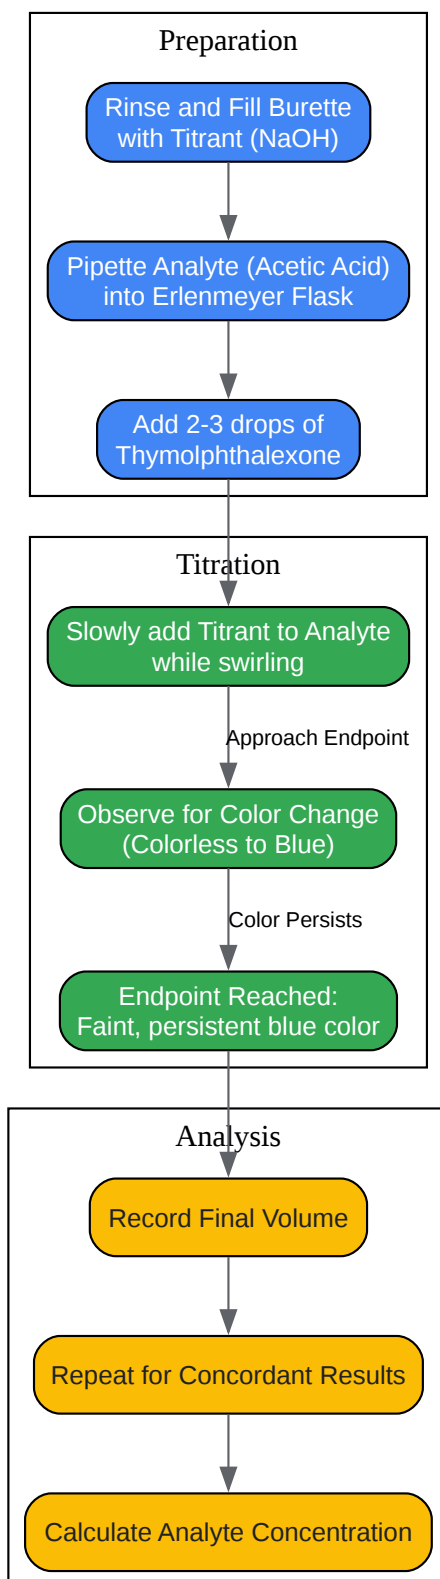 Preparation
Rinse and Fill Burette
with Titrant (NaOH)
Pipette Analyte (Acetic Acid)
into Erlenmeyer Flask
Add 2-3 drops of
Thymolphthalexone
Titration
Slowly add Titrant to Analyte
while swirling
Approach Endpoint
Observe for Color Change
(Colorless to Blue)
Color Persists
Endpoint Reached:
Faint, persistent blue color
Analysis
Record Final Volume
Repeat for Concordant Results
Calculate Analyte Concentration